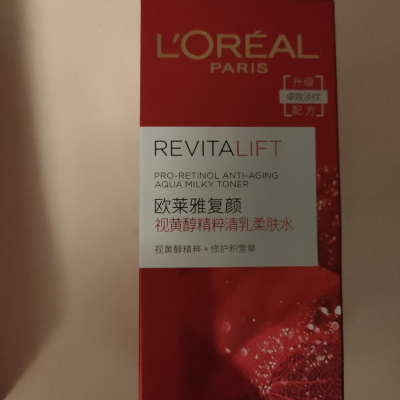 L'ORÉAL
PARIS
升级
配方
REVITALIFT
PRO-RETINOL ANTI-AGING
AQUA MILKY TONER
欧莱雅复颜
视黄醇精粹清乳柔肤水
视黄醇精粹 + 修护积雪草